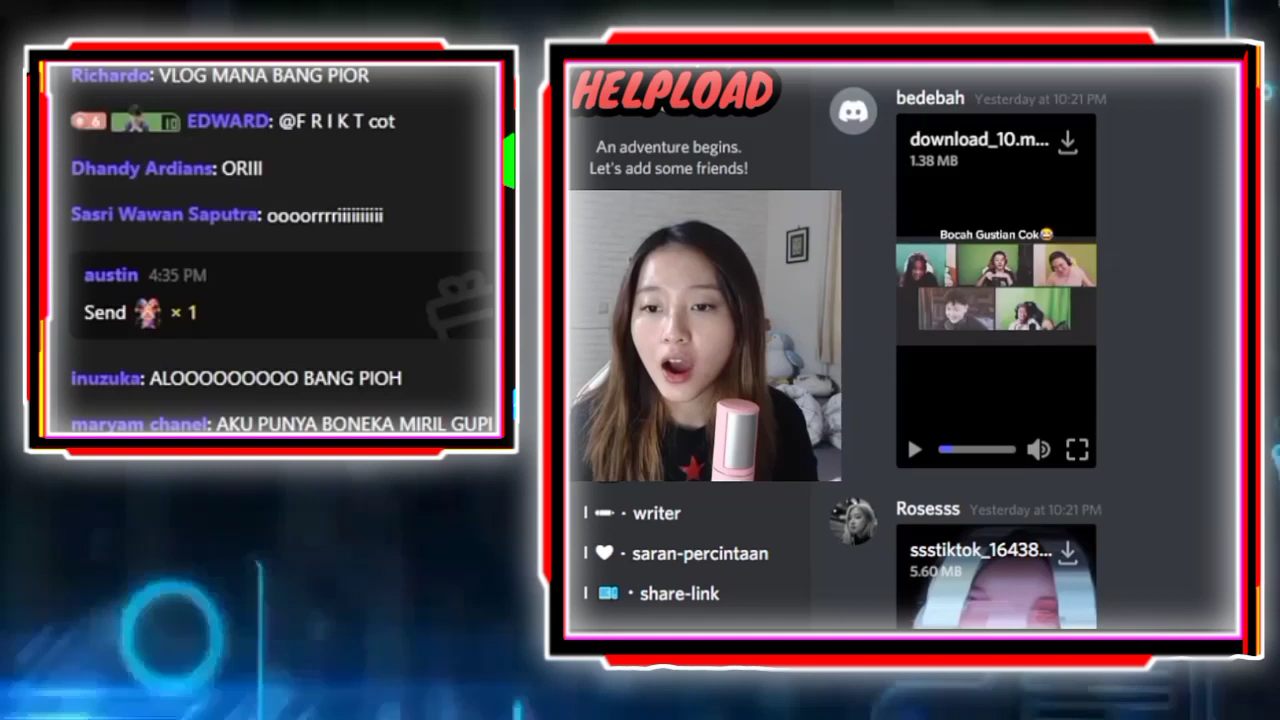 Richardo: VLOG MANA BANG PIOR
6 10 EDWARD: @F R I K T cot
Dhandy Ardians: ORIII
Sasri Wawan Saputra: oooorrrriiiiiiiiiii
austin 4:35 PM
Send × 1
inuzuka: ALOOOOOOOOO BANG PIOH
maryam chanel: AKU PUNYA BONEKA MIRIL GUPI
HELPLOAD
An adventure begins.
Let's add some friends!
I · writer
I · saran-percintaan
I · share-link
bedebah Yesterday at 10:21 PM
download_10.m...
1.38 MB
Bocah Gustian Cok😂
Rosesss Yesterday at 10:21 PM
ssstiktok_16438...
5.60 MB